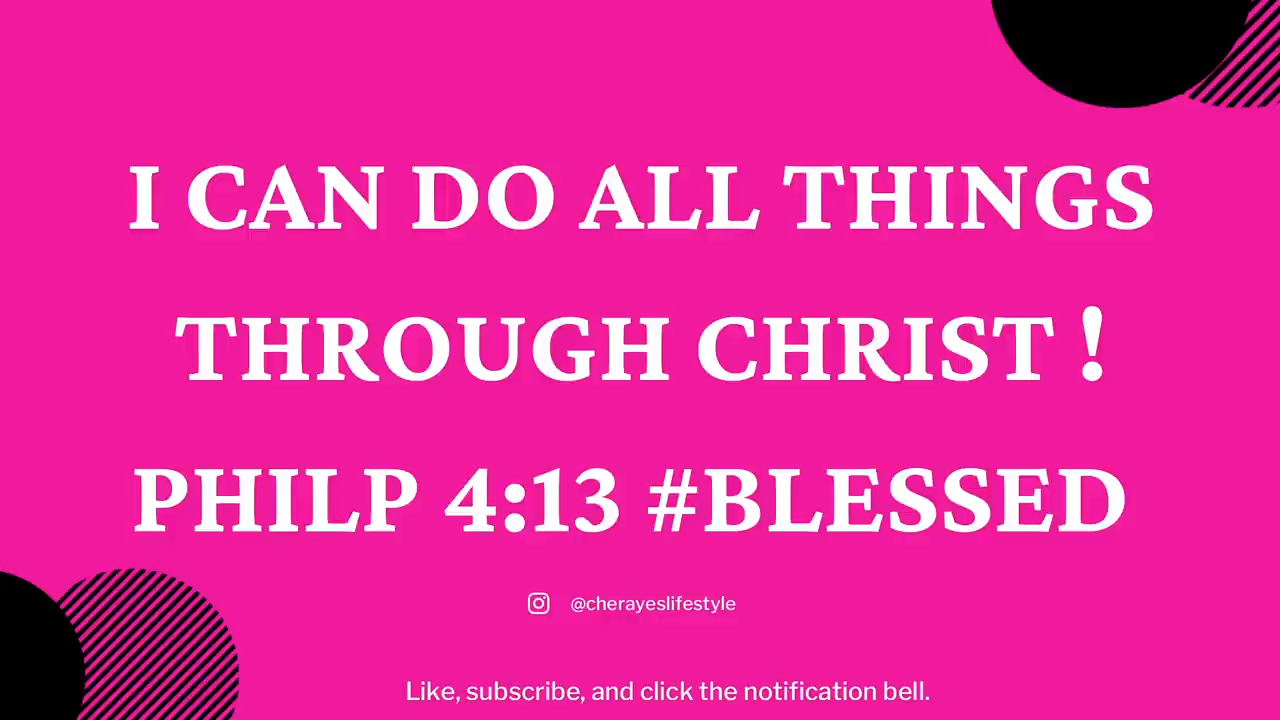 I CAN DO ALL THINGS
THROUGH CHRIST !
PHILP 4:13 #BLESSED
@cherayeslifestyle
Like, subscribe, and click the notification bell.